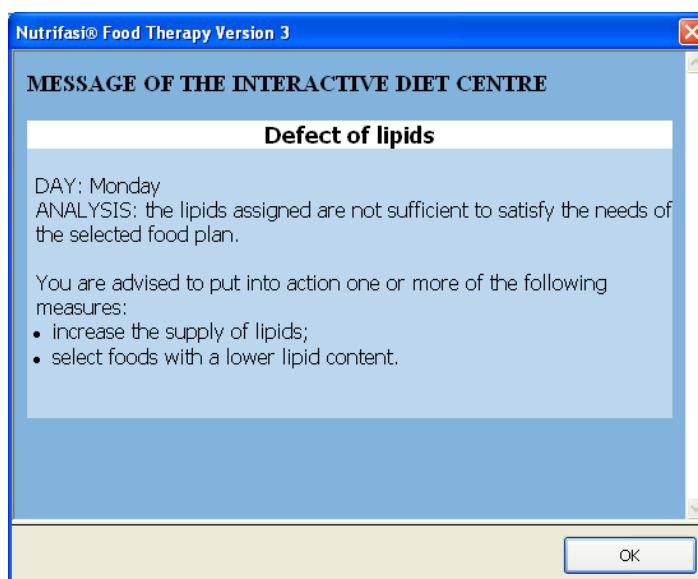 Nutrifasi® Food Therapy Version 3
MESSAGE OF THE INTERACTIVE DIET CENTRE
Defect of lipids
DAY: Monday
ANALYSIS: the lipids assigned are not sufficient to satisfy the needs of
the selected food plan.
You are advised to put into action one or more of the following
measures:
• increase the supply of lipids;
• select foods with a lower lipid content.
OK